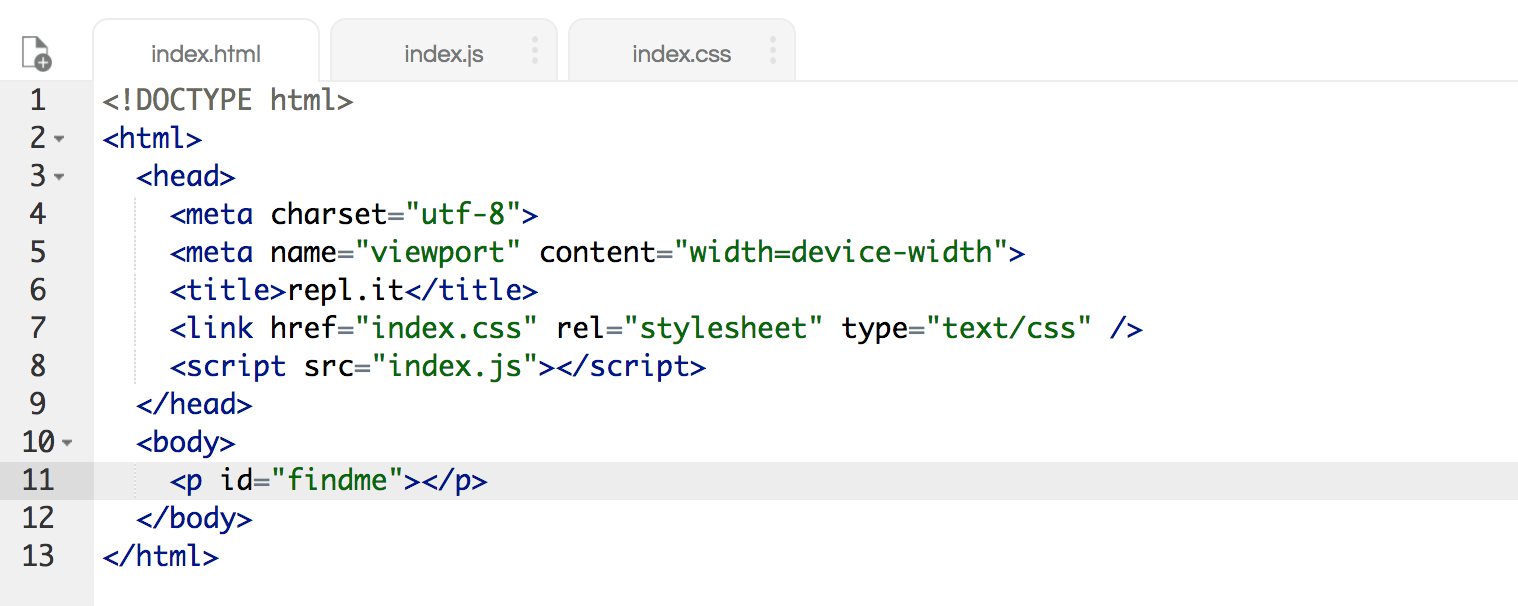 index.html index.js index.css
1 <!DOCTYPE html>
2 <html>
3   <head>
4     <meta charset="utf-8">
5     <meta name="viewport" content="width=device-width">
6     <title>repl.it</title>
7     <link href="index.css" rel="stylesheet" type="text/css" />
8     <script src="index.js"></script>
9   </head>
10   <body>
11     <p id="findme"></p>
12   </body>
13 </html>